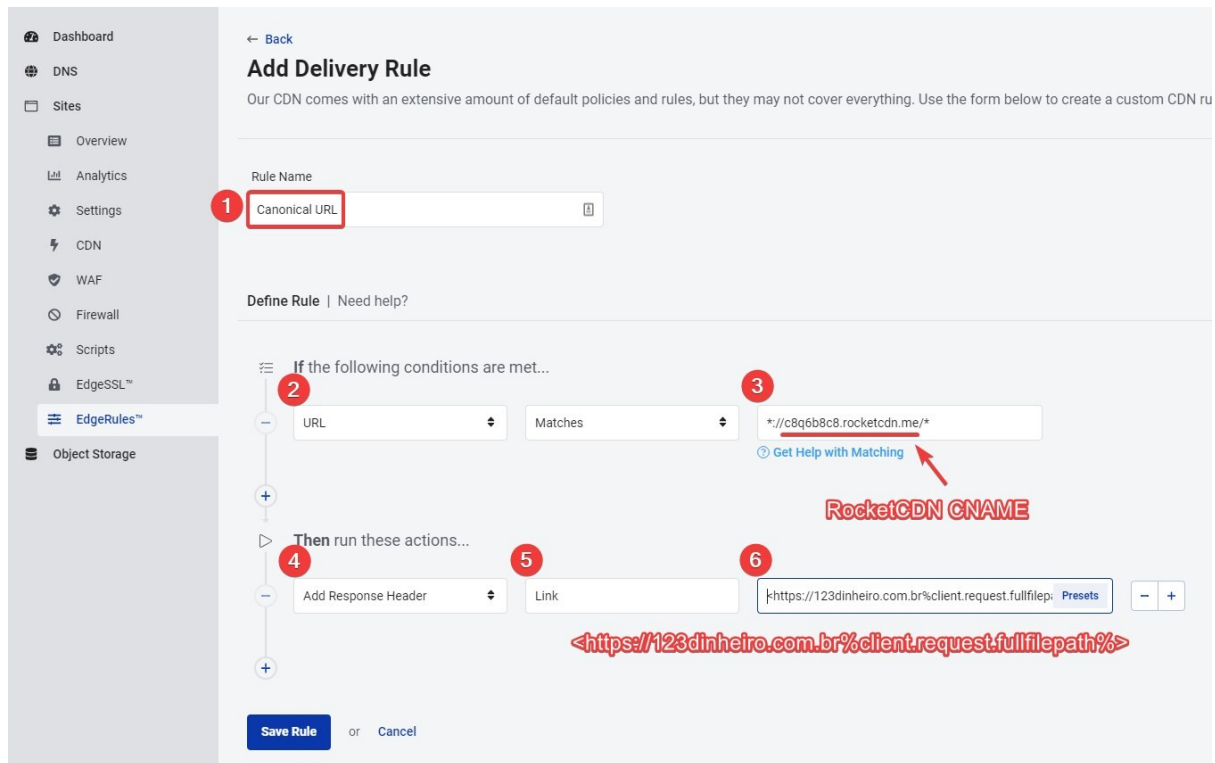 Dashboard
DNS
Sites
Overview
Analytics
Settings
CDN
WAF
Firewall
Scripts
EdgeSSL™
EdgeRules™
Object Storage
← Back
Add Delivery Rule
Our CDN comes with an extensive amount of default policies and rules, but they may not cover everything. Use the form below to create a custom CDN ru
Rule Name
1 Canonical URL
Define Rule | Need help?
If the following conditions are met...
2 3
URL Matches *://c8q6b8c8.rocketcdn.me/*
Get Help with Matching
RocketCDN CNAME
Then run these actions...
4 5 6
Add Response Header Link <https://123dinheiro.com.br%client.request.fullfilep Presets
<https://123dinheiro.com.br%client.request.fullfilepath%>
Save Rule or Cancel